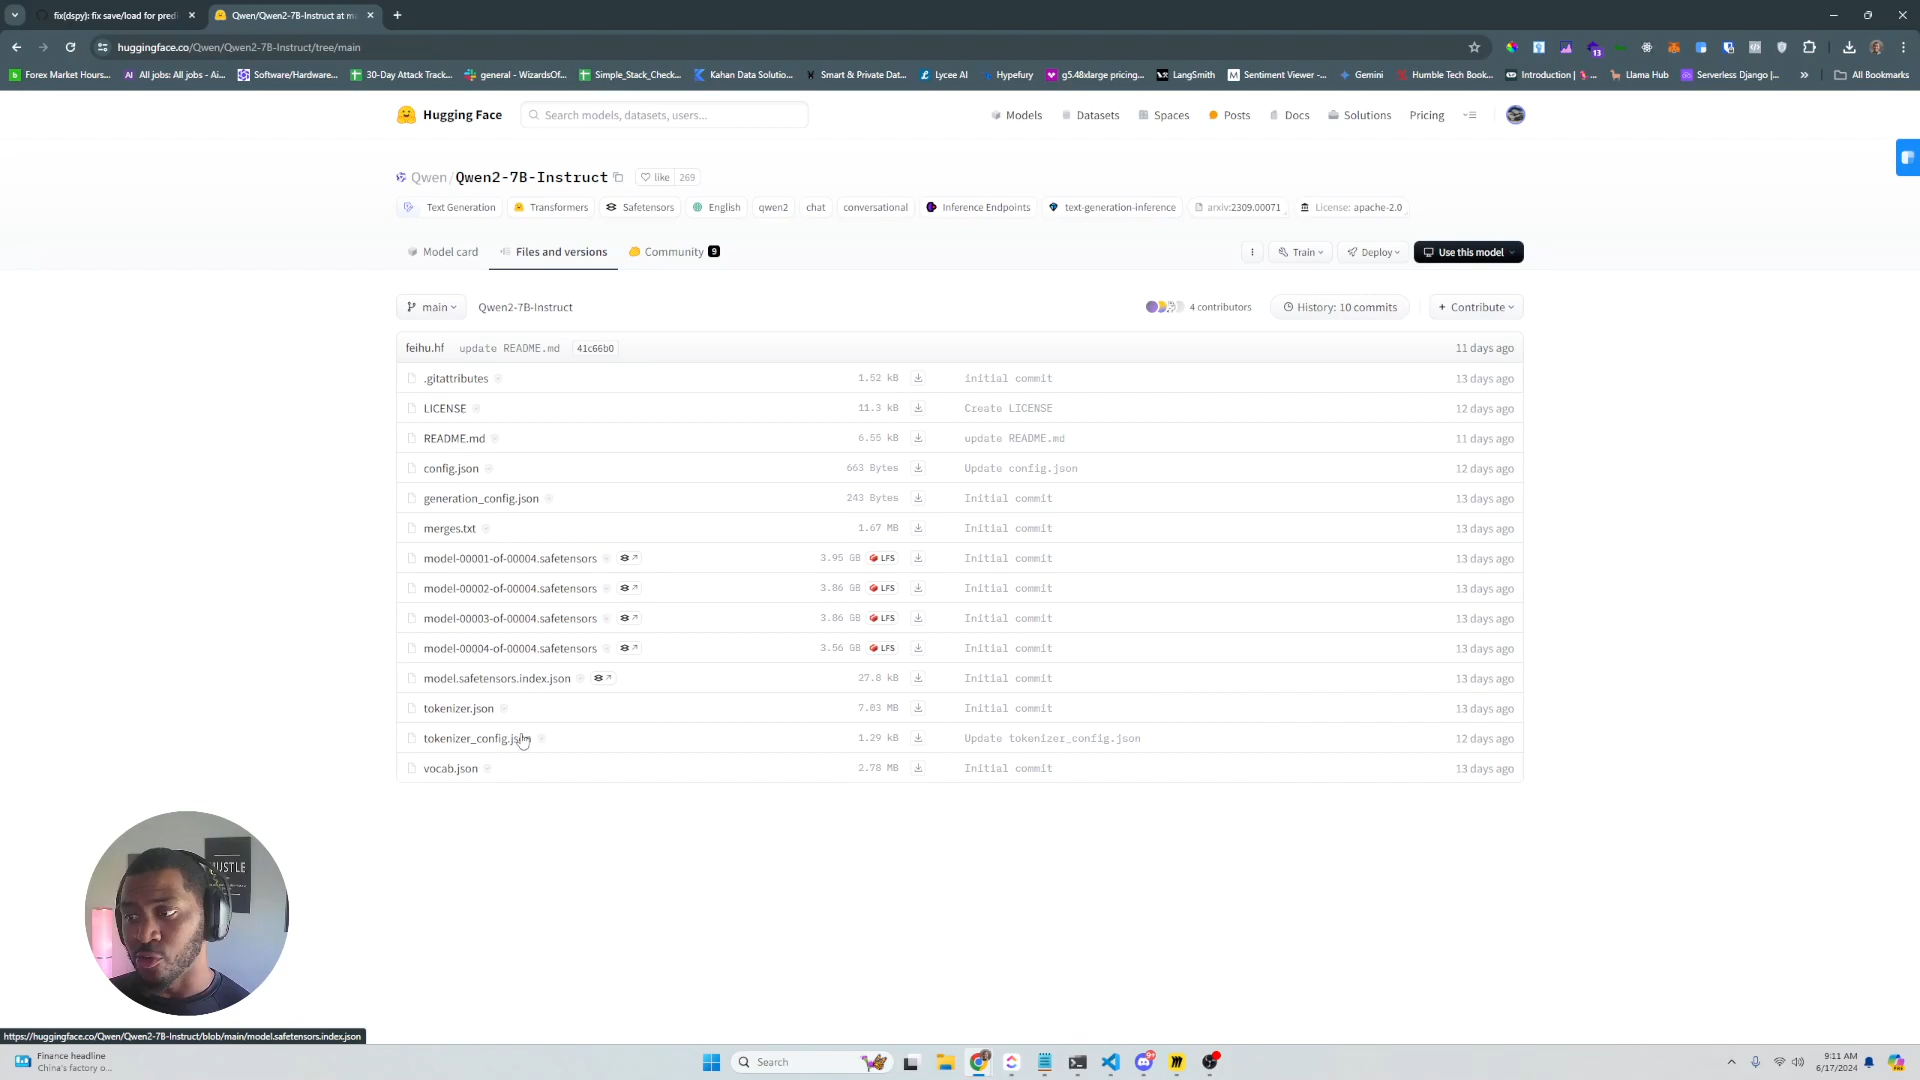 fix(dspy): fix save/load for predi
Qwen/Qwen2-7B-Instruct at ma
huggingface.co/Qwen/Qwen2-7B-Instruct/tree/main
13
Forex Market Hours...
All jobs: All jobs - Ai...
Software/Hardware...
30-Day Attack Track...
general - WizardsOf...
Simple_Stack_Check...
Kahan Data Solutio...
Smart & Private Dat...
Lycee AI
Hypefury
g5.48xlarge pricing...
LangSmith
Sentiment Viewer -...
Gemini
Humble Tech Book...
Introduction |
Llama Hub
Serverless Django |...
All Bookmarks
Hugging Face
Search models, datasets, users...
Models
Datasets
Spaces
Posts
Docs
Solutions
Pricing
Qwen/Qwen2-7B-Instruct
like 269
Text Generation
Transformers
Safetensors
English
qwen2
chat
conversational
Inference Endpoints
text-generation-inference
arxiv:2309.00071
License: apache-2.0
Model card
Files and versions
Community 9
Train
Deploy
Use this model
main
Qwen2-7B-Instruct
4 contributors
History: 10 commits
+ Contribute
feihu.hf update README.md 41c66b0 11 days ago
.gitattributes 1.52 kB initial commit 13 days ago
LICENSE 11.3 kB Create LICENSE 12 days ago
README.md 6.55 kB update README.md 11 days ago
config.json 663 Bytes Update config.json 12 days ago
generation_config.json 243 Bytes Initial commit 13 days ago
merges.txt 1.67 MB Initial commit 13 days ago
model-00001-of-00004.safetensors 3.95 GB LFS Initial commit 13 days ago
model-00002-of-00004.safetensors 3.86 GB LFS Initial commit 13 days ago
model-00003-of-00004.safetensors 3.86 GB LFS Initial commit 13 days ago
model-00004-of-00004.safetensors 3.56 GB LFS Initial commit 13 days ago
model.safetensors.index.json 27.8 kB Initial commit 13 days ago
tokenizer.json 7.03 MB Initial commit 13 days ago
tokenizer_config.json 1.29 kB Update tokenizer_config.json 12 days ago
vocab.json 2.78 MB Initial commit 13 days ago
HUSTLE
https://huggingface.co/Qwen/Qwen2-7B-Instruct/blob/main/model.safetensors.index.json
Finance headline
China's factory o...
Search
9:11 AM
6/17/2024